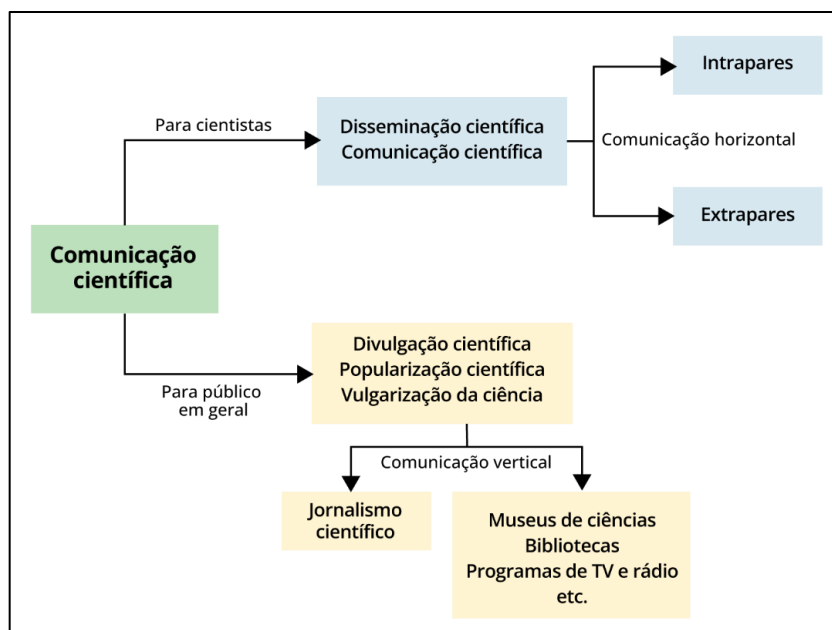 Intrapares
Para cientistas
Disseminação científica
Comunicação científica
Comunicação horizontal
Extrapares
Comunicação
científica
Divulgação científica
Popularização científica
Vulgarização da ciência
Para público
em geral
Comunicação vertical
Jornalismo
científico
Museus de ciências
Bibliotecas
Programas de TV e rádio
etc.